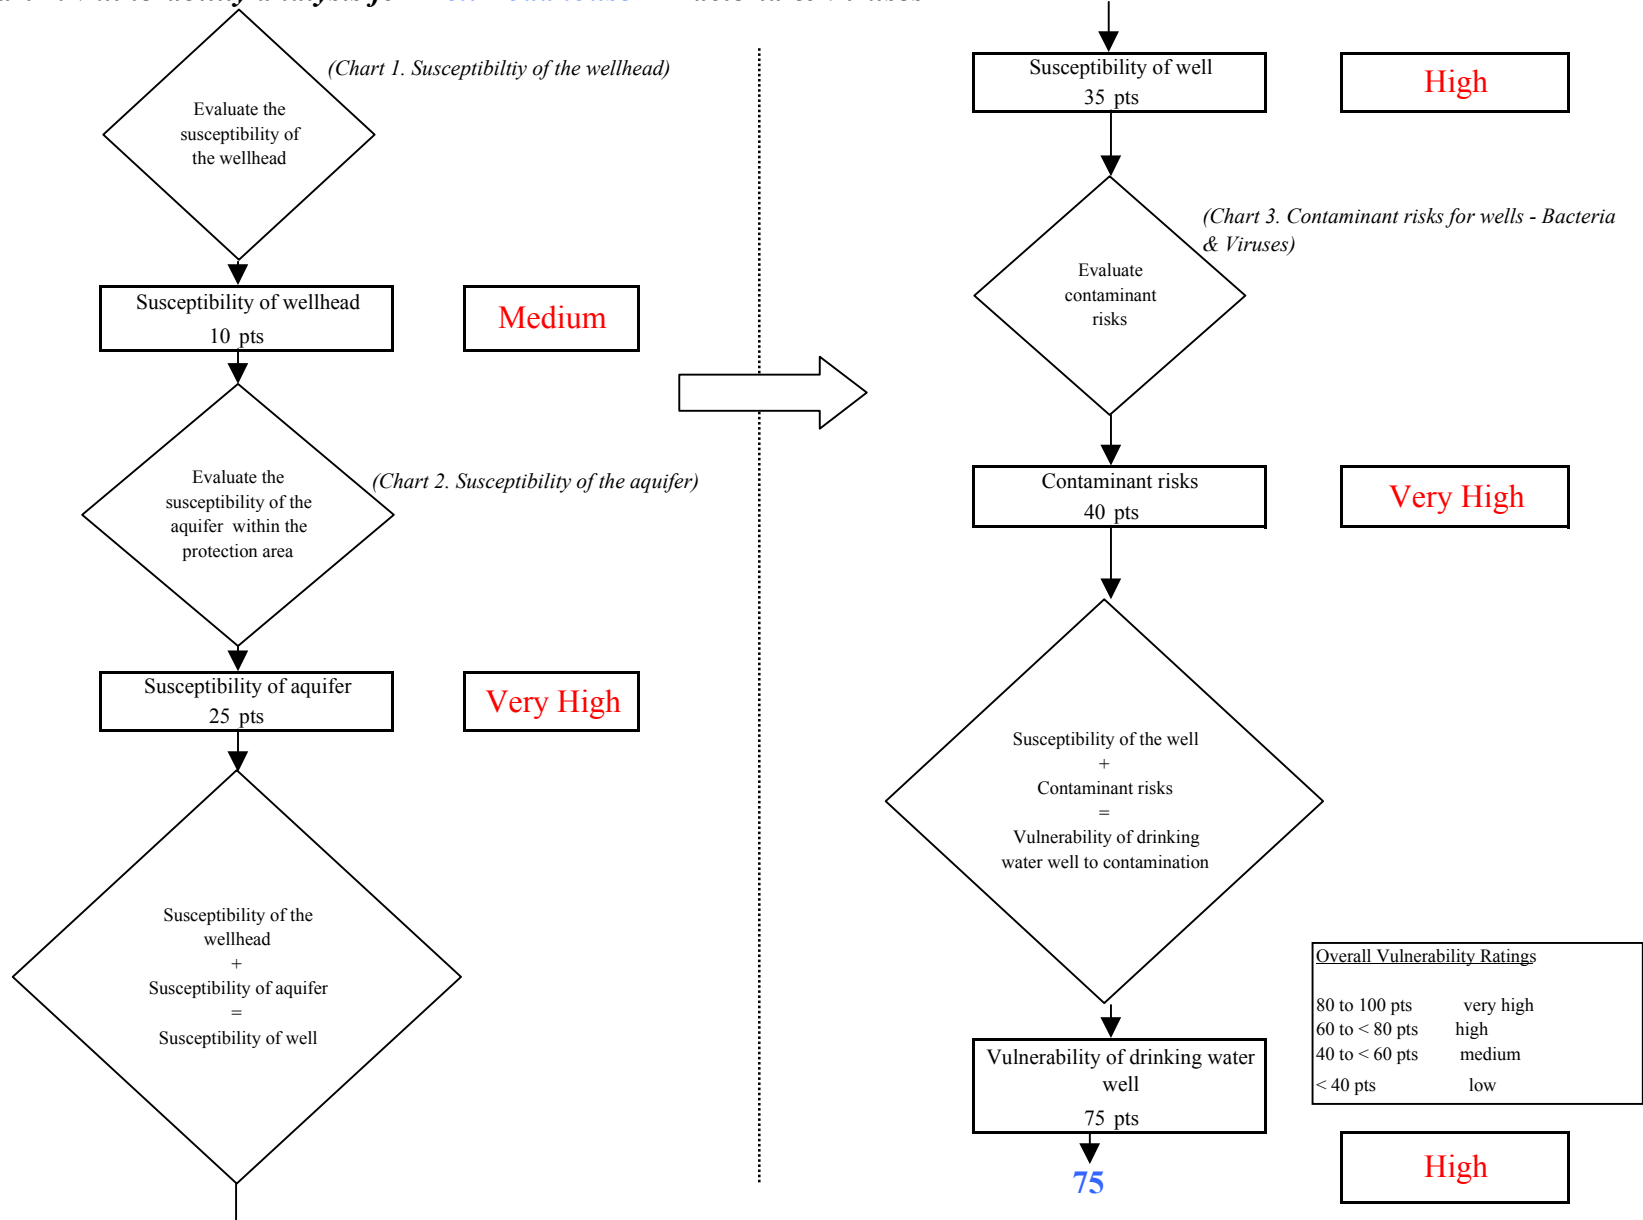 analysis for
(Chart 1. Susceptibiltiy of the wellhead)
Evaluate the
susceptibility of
the wellhead
Susceptibility of wellhead
10 pts
Medium
(Chart 2. Susceptibility of the aquifer)
Evaluate the
susceptibility of the
aquifer within the
protection area
Susceptibility of aquifer
25 pts
Very High
Susceptibility of the
wellhead
+
Susceptibility of aquifer
=
Susceptibility of well
Susceptibility of well
35 pts
High
(Chart 3. Contaminant risks for wells - Bacteria
& Viruses)
Evaluate
contaminant
risks
Contaminant risks
40 pts
Very High
Susceptibility of the well
+
Contaminant risks
=
Vulnerability of drinking
water well to contamination
Overall Vulnerability Ratings
80 to 100 pts very high
60 to < 80 pts high
40 to < 60 pts medium
< 40 pts low
Vulnerability of drinking water
well
75 pts
75
High